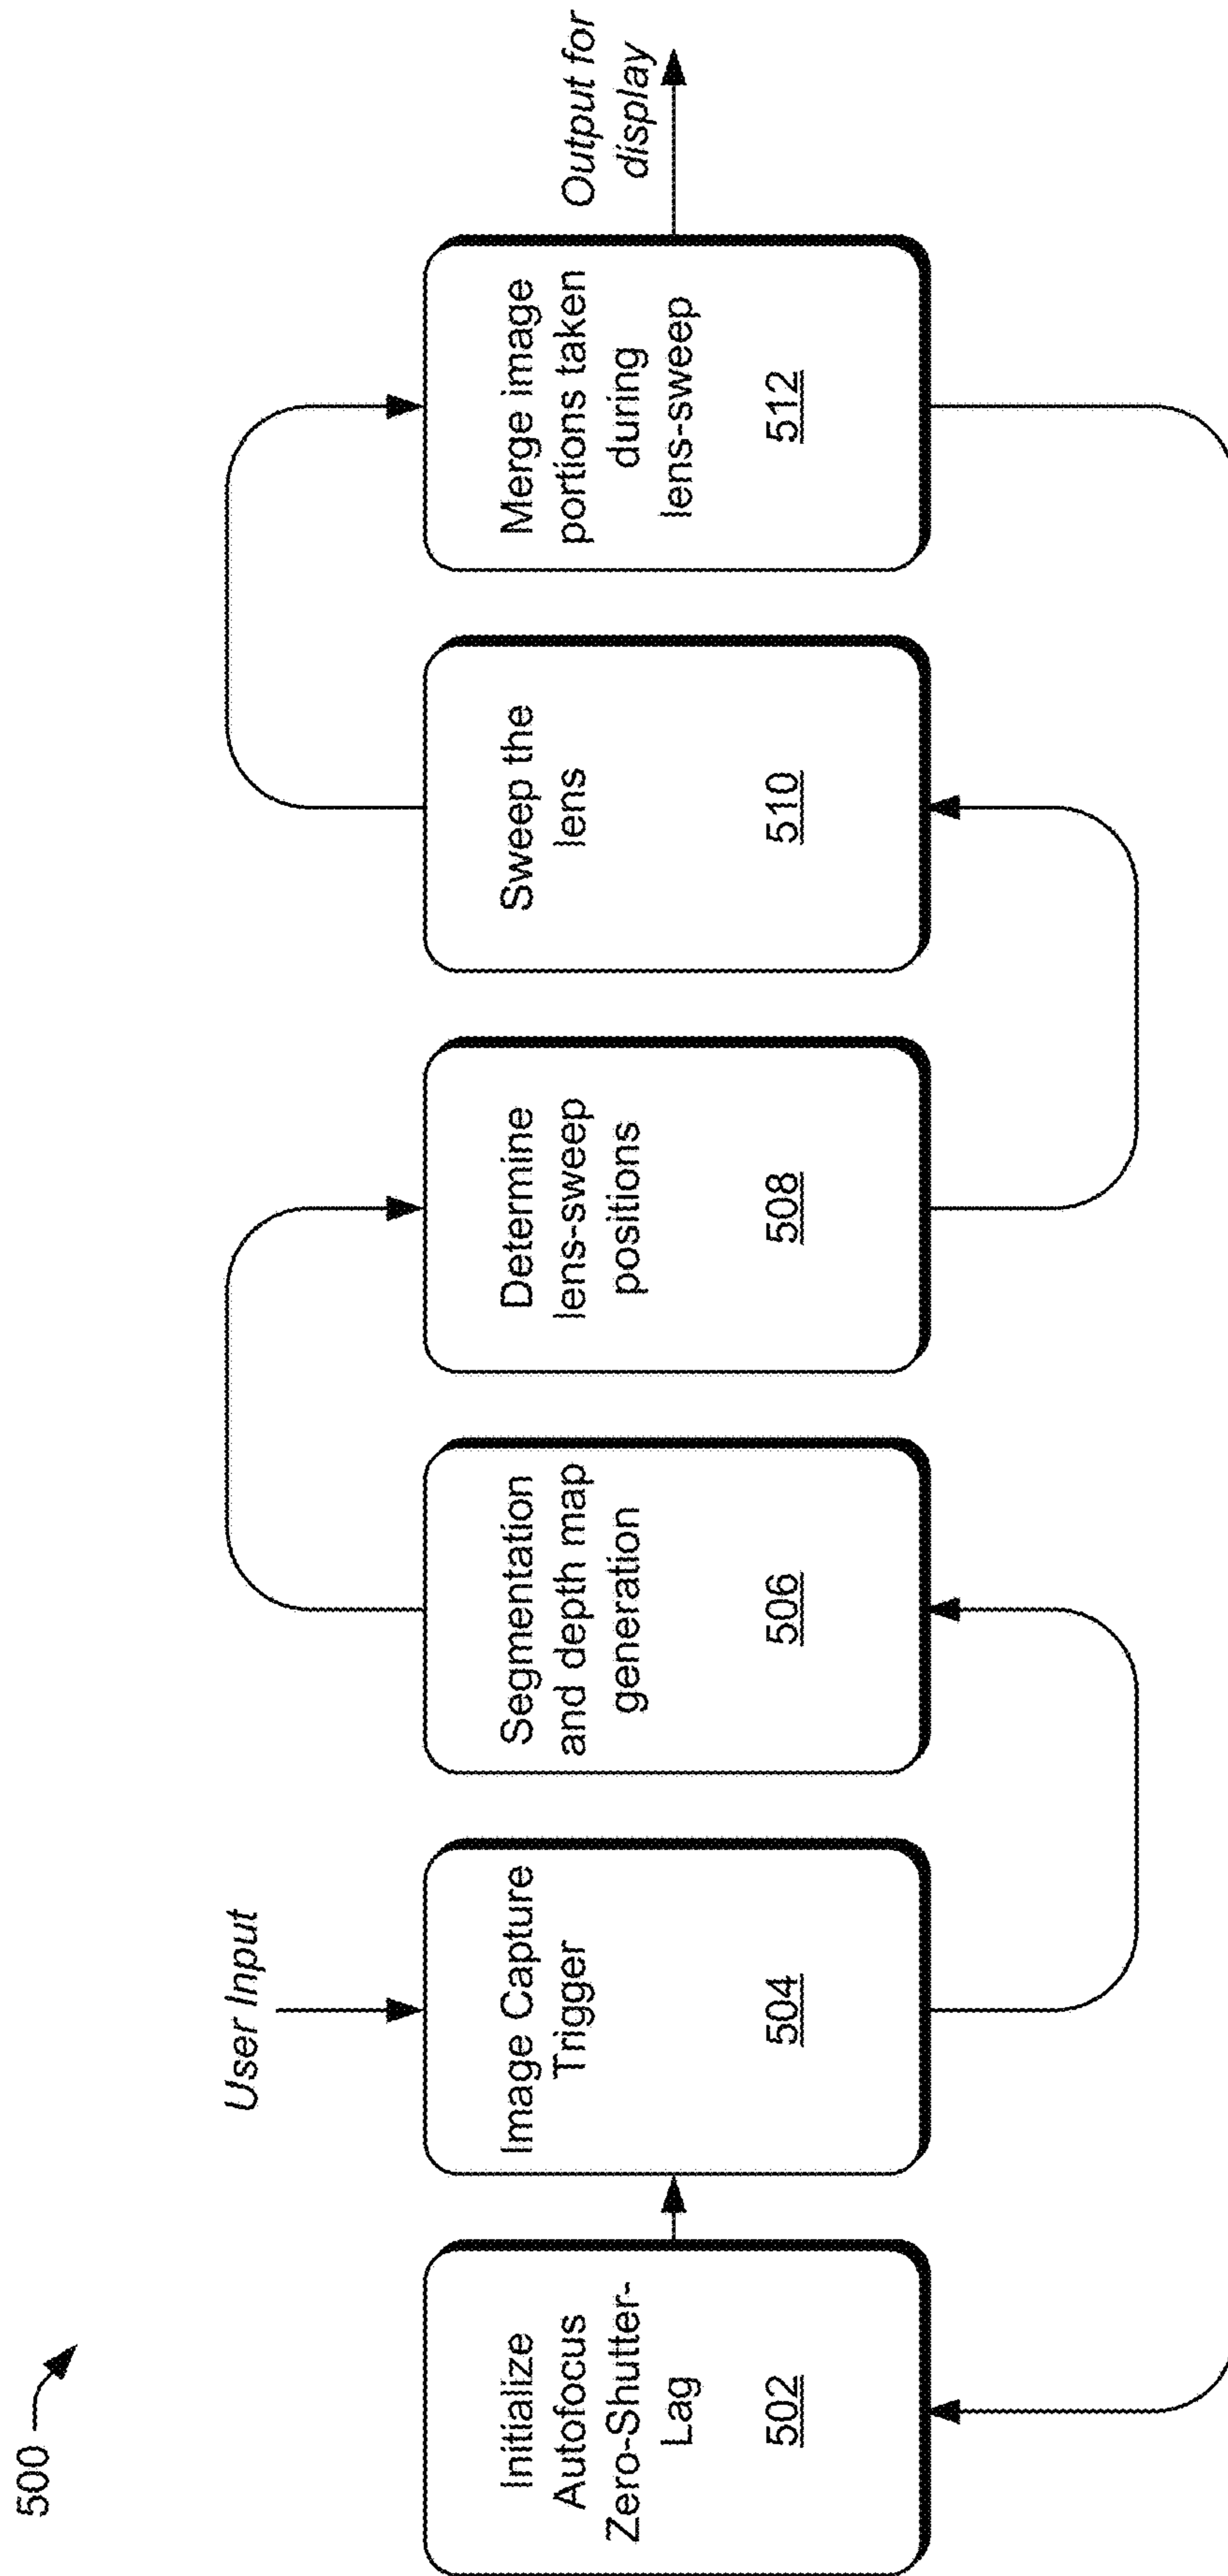 500
User Input
Output for
display
Initialize
Autofocus
Zero-Shutter-
Lag
502
Image Capture
Trigger
504
Segmentation
and depth map
generation
506
Determine
lens-sweep
positions
508
Sweep the
lens
510
Merge image
portions taken
during
lens-sweep
512